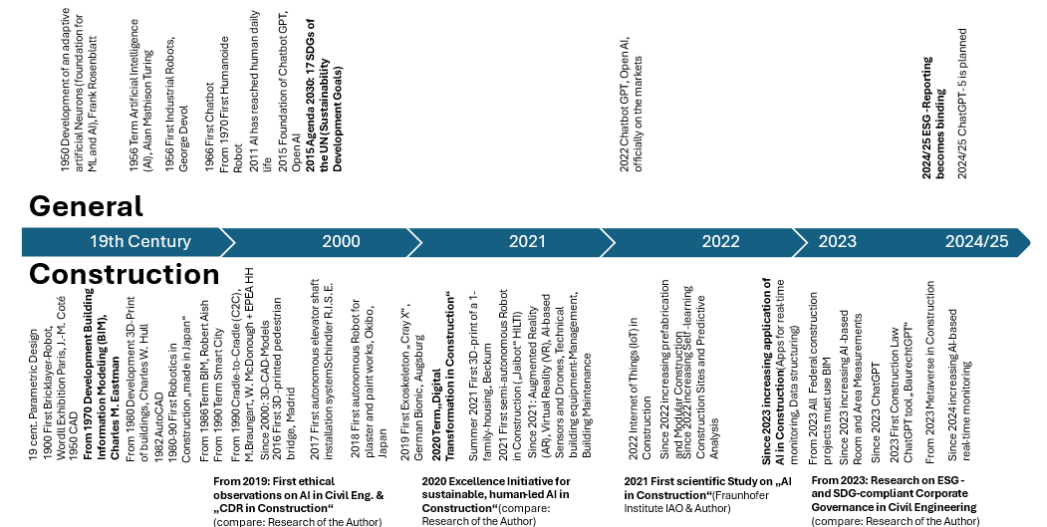 1950 Development of an adaptive
artificial Neurons (foundation for
ML and AI), Frank Rosenblatt
1956 Term Artificial Intelligence
(AI), Alan Mathison Turing
1956 First Industrial Robots,
George Devol
1966 First Chatbot
From 1970 First Humanoide
Robot
2011 AI has reached human daily
life
2015 Foundation of Chatbot GPT,
Open AI
2015 Agenda 2030: 17 SDGs of
the UN (Sustainability
Development Goals)
2022 Chatbot GPT, Open AI,
officially on the markets
2024/25 ESG -Reporting
becomes binding
2024/25 ChatGPT - 5 is planned
General
19th Century
2000
2021
2022
2023
2024/25
Construction
19 cent. Parametric Design
1900 First Bricklayer-Robot,
Wordll Exhibition Paris, J.-M. Coté
1950 CAD
From 1970 Development Building
Information Modeling (BIM),
Charles M. Eastman
From 1980 Development 3D-Print
of buildings, Charles W. Hull
1982 AutoCAD
1980-90 First Robotics in
Construction „made in Japan“
From 1986 Term BIM, Robert Aish
From 1990 Term Smart City
From 1990 Cradle-to-Cradle (C2C),
M.Braungart, W. McDonough + EPEA HH
Since 2000: 3D-CAD-Models
2016 First 3D-printed pedestrian
bridge, Madrid
2017 First autonomous elevator shaft
installation system Schindler R.I.S.E.
2018 First autonomous Robot for
plaster and paint works, Okibo,
Japan
2019 First Exoskeleton „Cray X“,
German Bionic, Augsburg
2020 Term „Digital
Transformation in Construction“
Summer 2021 First 3D-print of a 1-
family-housing, Beckum
2021 First semi-autonomous Robot
in Construction („Jaibot“ HILTI)
Since 2021: Augmented Reality
(AR), Virtual Reality (VR), AI-based
Sensors and Drones, Technical
building equipment-Management,
Building Maintenance
2022 Internet of Things (IoT) in
Construction
Since 2022 increasing prefabrication
and Modular Construction
Since 2022 increasing Self-learning
Construction Sites and Predictive
Analysis
Since 2023 increasing application of
AI in Construction (Apps for real-time
monitoring, Data structuring)
From 2023 All Federal construction
projects must use BIM
Since 2023 increasing AI -based
Room and Area Measurements
Since 2023 ChatGPT
2023 First Construction Law
ChatGPT tool „BaurechtGPT“
From 2023 Metaverse in Construction
Since 2024 increasing AI-based
real-time monitoring
From 2019: First ethical
observations on AI in Civil Eng. &
„CDR in Construction“
(compare: Research of the Author)
2020 Excellence Initiative for
sustainable, human-led AI in
Construction“ (compare:
Research of the Author)
2021 First scientific Study on „AI
in Construction“ (Fraunhofer
Institute IAO & Author)
From 2023: Research on ESG -
and SDG-compliant Corporate
Governance in Civil Engineering
(compare: Research of the Author)